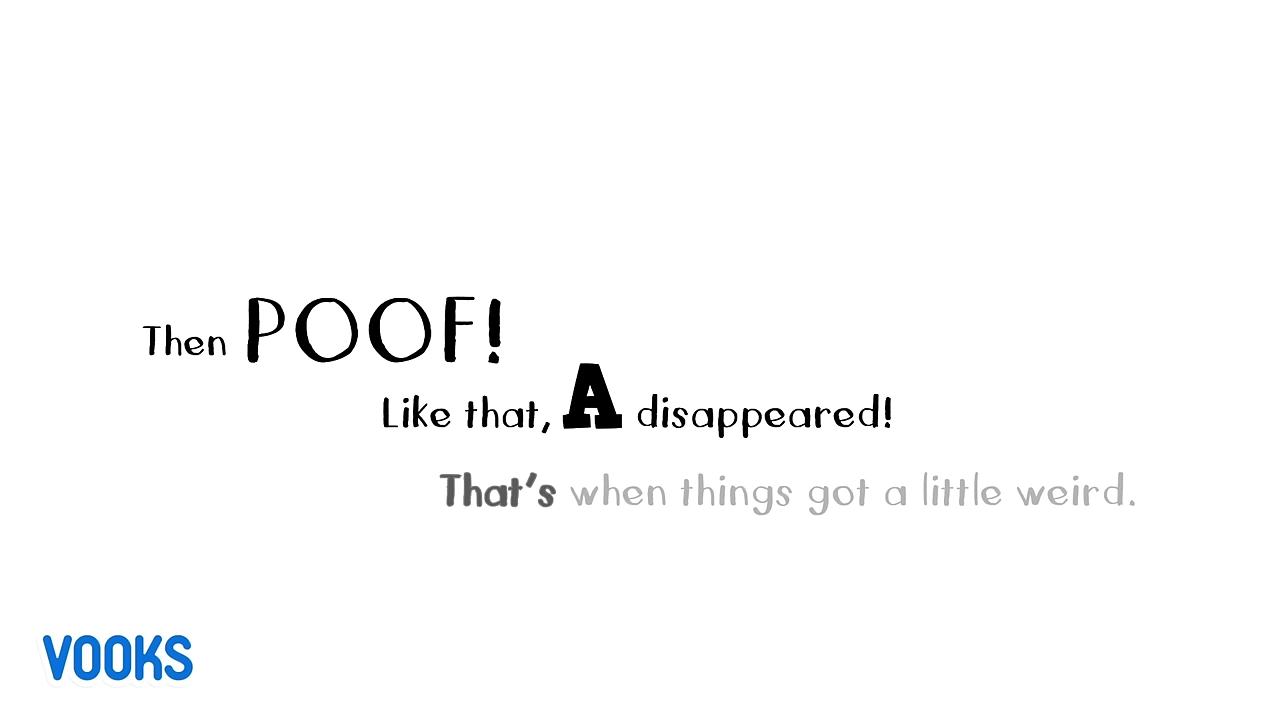 Then POOF!
Like that, A disappeared!
That's when things got a little weird.
VOOKS